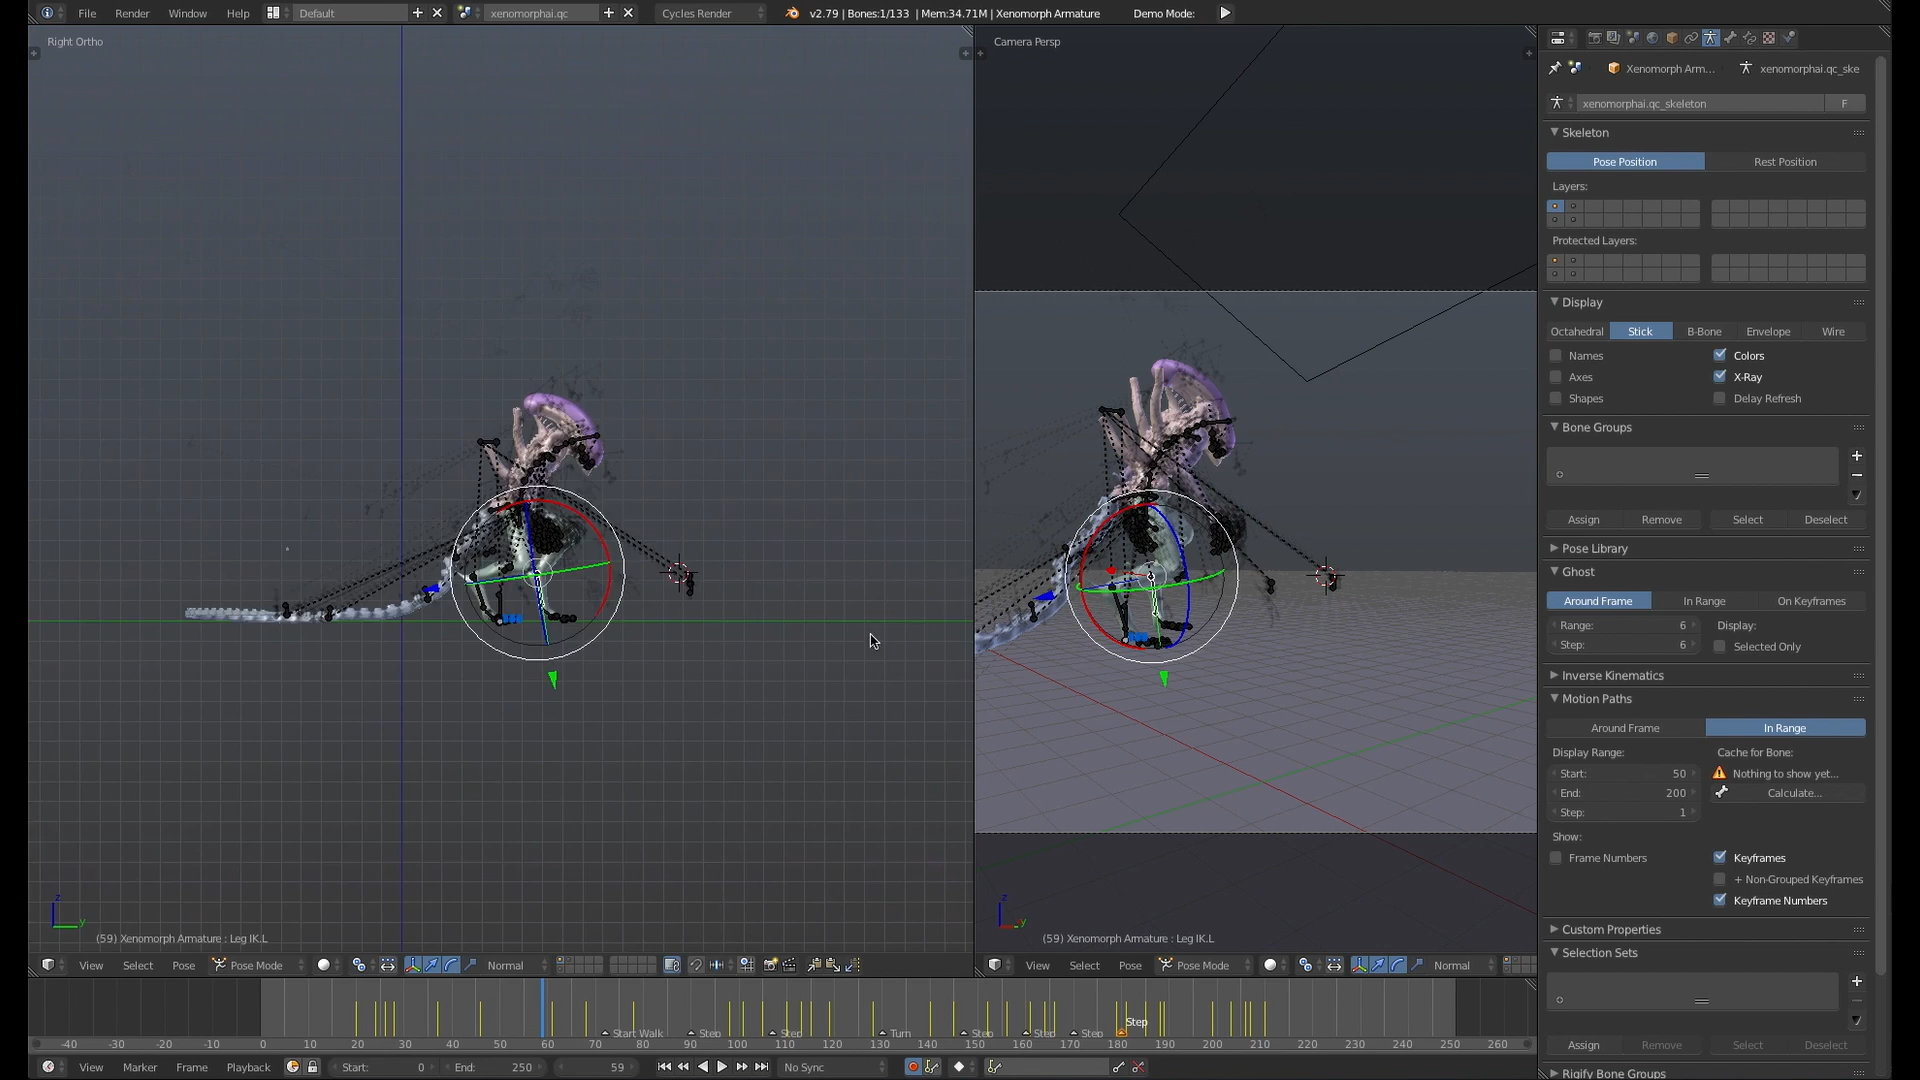 File Render Window Help Default xenomorphai.qc Cycles Render v2.79 | Bones:1/133 | Mem:34.71M | Xenomorph Armature Demo Mode:
Right Ortho
Camera Persp
Xenomorph Arm... xenomorphai.qc_ske
xenomorphai.qc_skeleton F
Skeleton
Pose Position Rest Position
Layers:
Protected Layers:
Display
Octahedral Stick B-Bone Envelope Wire
Names Colors
Axes X-Ray
Shapes Delay Refresh
Bone Groups
Assign Remove Select Deselect
Pose Library
Ghost
Around Frame In Range On Keyframes
Range: 6 Display:
Step: 6 Selected Only
Inverse Kinematics
Motion Paths
Around Frame In Range
Display Range: Cache for Bone:
Start: 50 Nothing to show yet...
End: 200 Calculate...
Step: 1
Show:
Frame Numbers Keyframes
+ Non-Grouped Keyframes
Keyframe Numbers
Custom Properties
Selection Sets
Assign Remove Select Deselect
Rigify Bone Groups
z
y
(59) Xenomorph Armature : Leg IK.L
z
y
(59) Xenomorph Armature : Leg IK.L
View Select Pose Pose Mode Normal
View Select Pose Pose Mode Normal
Step
Start Walk Step Step Turn Step Step Step
-40 -30 -20 -10 0 10 20 30 40 50 60 70 80 90 100 110 120 130 140 150 160 170 180 190 200 210 220 230 240 250 260
View Marker Frame Playback Start: 0 End: 250 59 No Sync